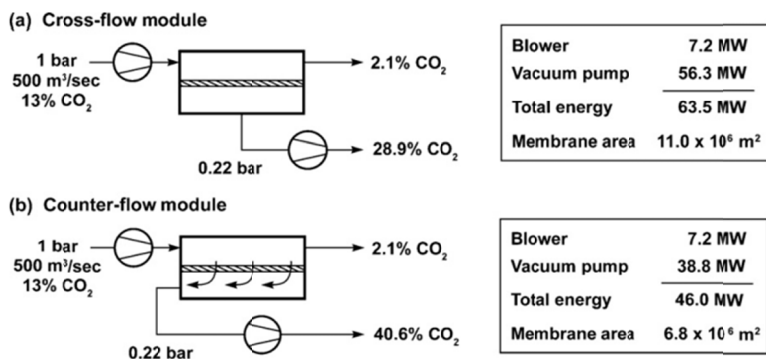 (a) Cross-flow module
1 bar
500 m³/sec
13% CO₂
2.1% CO₂
0.22 bar
28.9% CO₂
Blower 7.2 MW
Vacuum pump 56.3 MW
Total energy 63.5 MW
Membrane area 11.0 x 10⁶ m²
(b) Counter-flow module
1 bar
500 m³/sec
13% CO₂
2.1% CO₂
0.22 bar
40.6% CO₂
Blower 7.2 MW
Vacuum pump 38.8 MW
Total energy 46.0 MW
Membrane area 6.8 x 10⁶ m²